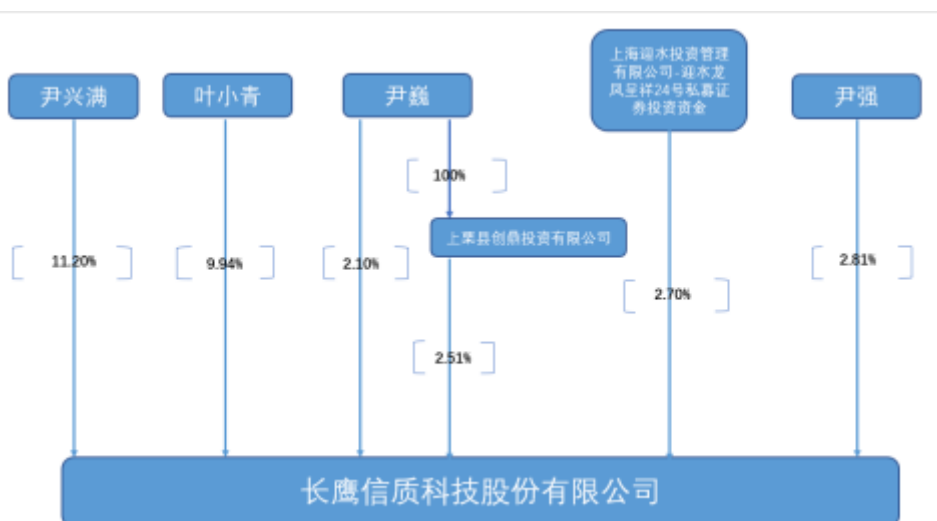 上海迎水投资管理
有限公司-迎水龙
凤呈祥24号私募证
券投资资金
尹兴满
叶小青
尹巍
尹强
100%
上栗县创鼎投资有限公司
11.20%
9.94%
2.10%
2.81%
2.70%
2.51%
长鹰信质科技股份有限公司